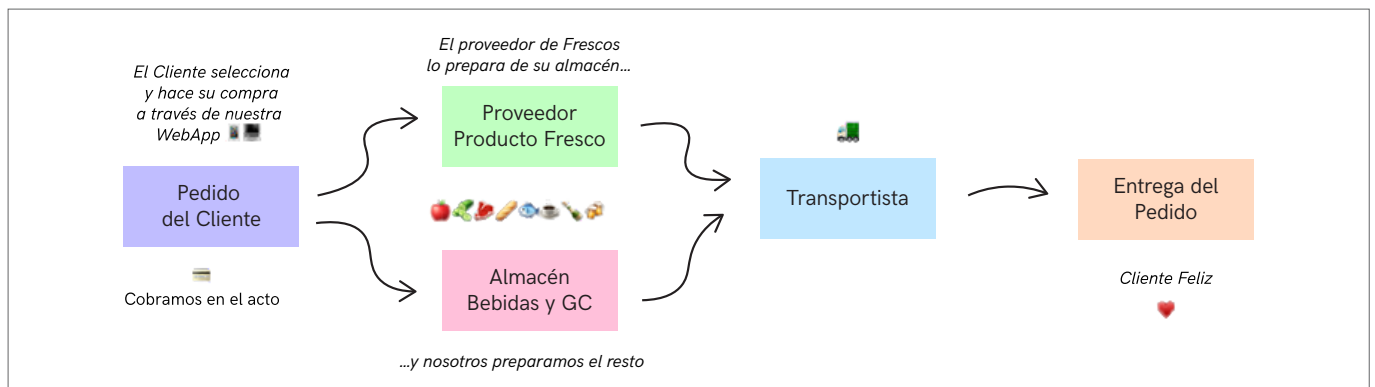 El Cliente selecciona
y hace su compra
a través de nuestra
WebApp
Pedido
del Cliente
Cobramos en el acto
El proveedor de Frescos
lo prepara de su almacén...
Proveedor
Producto Fresco
Almacén
Bebidas y GC
...y nosotros preparamos el resto
Transportista
Entrega del
Pedido
Cliente Feliz